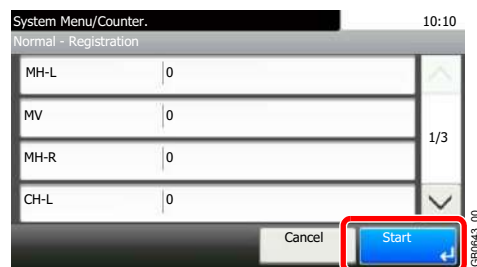 System Menu/Counter. 10:10
Normal - Registration
MH-L 0
MV 0
1/3
MH-R 0
CH-L 0
Cancel Start
GB0643_00